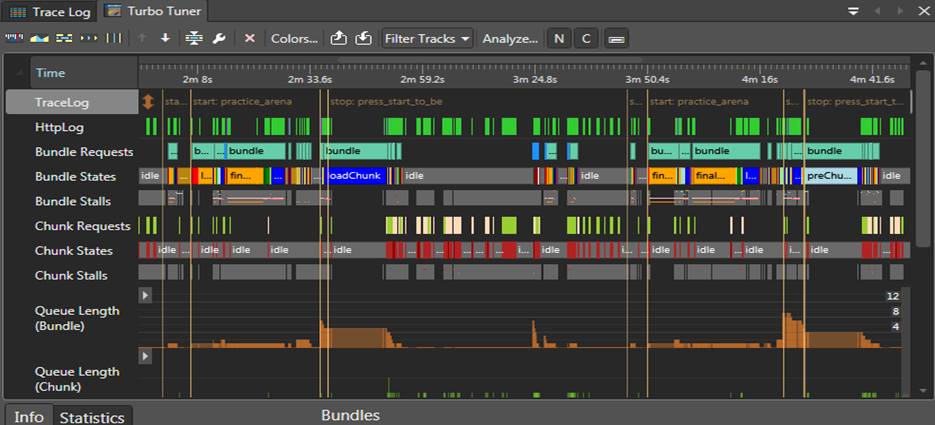 Trace Log Turbo Tuner
Colors... Filter Tracks Analyze... N C
Time 2m 8s 2m 33.6s 2m 59.2s 3m 24.8s 3m 50.4s 4m 16s 4m 41.6s
TraceLog sta... start: practice_arena stop: press_start_to_be s... start: practice_arena s... stop: press_start_t...
HttpLog
Bundle Requests ... b... ... bundle bundle ... bu... ... bundle ... bundle
Bundle States idle ... l... fin... ... ... oadChunk idle ... idle fin... final... l... ... preChu... idle
Bundle Stalls
Chunk Requests
Chunk States idle ... idle idle idle ... idle ... ... ... idle ... idle i... ... idle idle idle ... idle ...
Chunk Stalls
12
Queue Length 8
(Bundle) 4
Queue Length
(Chunk)
Info Statistics Bundles